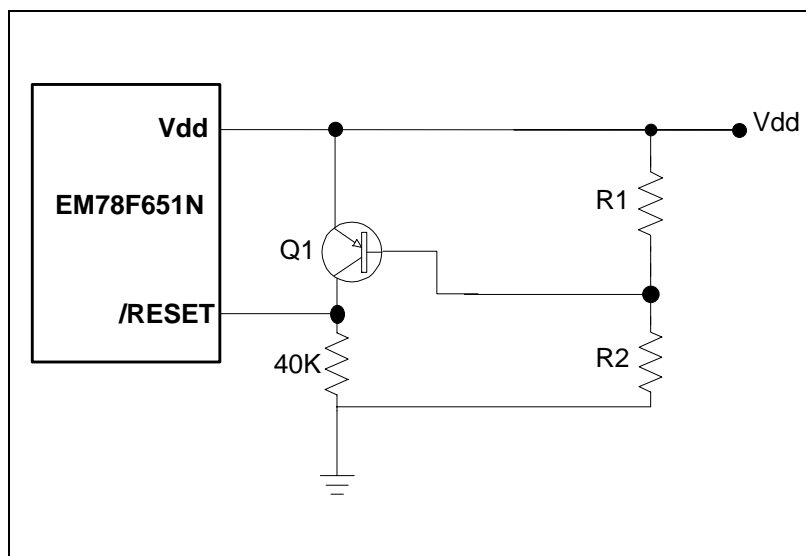 Vdd
Vdd
EM78F651N
R1
Q1
/RESET
40K
R2